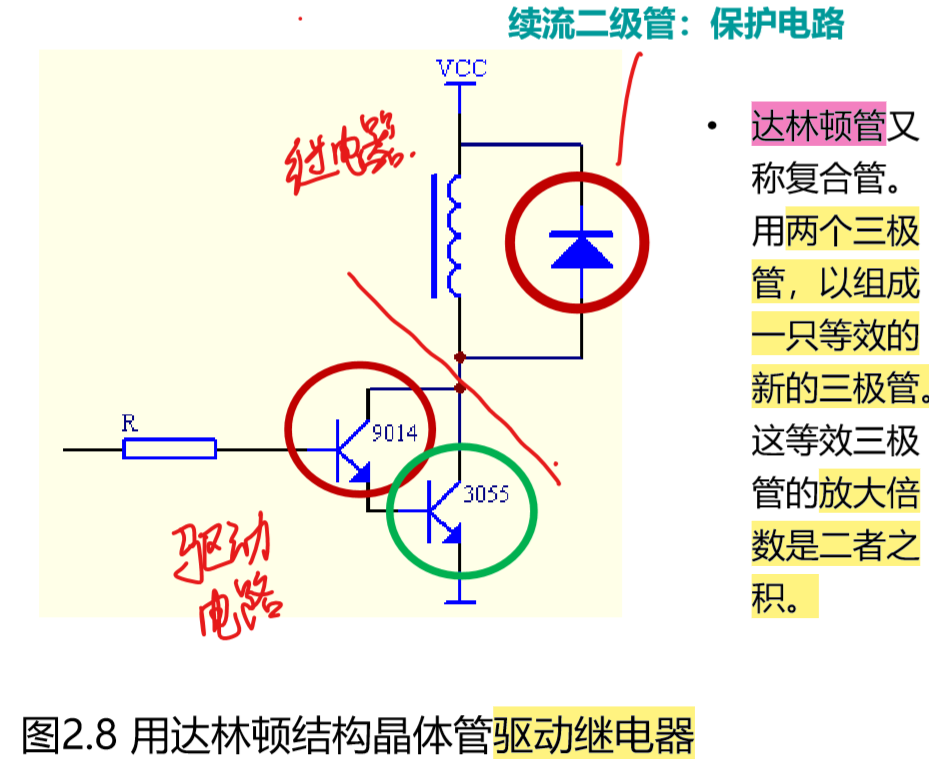 续流二级管：保护电路
VCC
继电器.
R
9014
3055
驱动
电路
• 达林顿管又
称复合管。
用两个三极
管，以组成
一只等效的
新的三极管。
这等效三极
管的放大倍
数是二者之
积。
图2.8 用达林顿结构晶体管驱动继电器